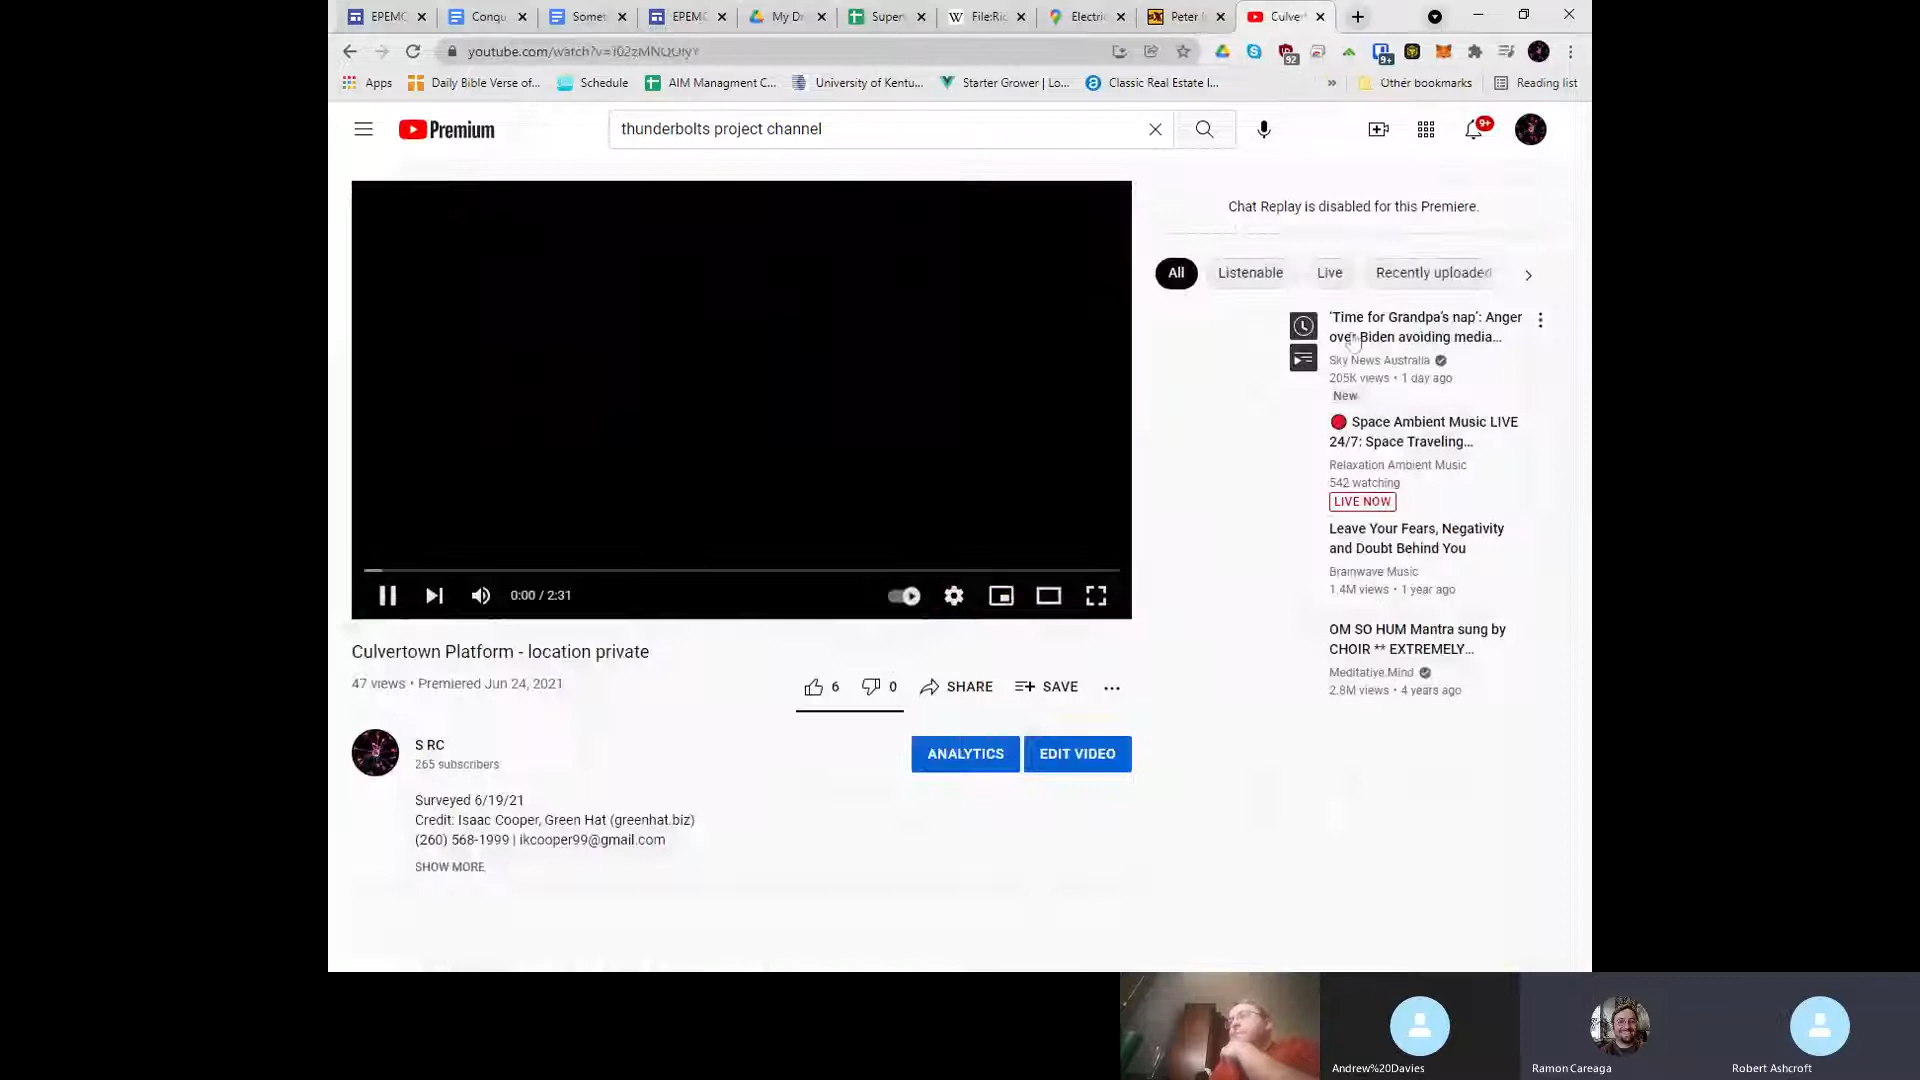 EPEMC
Conqu
Somet
EPEMC
My Dr
Super
File:Ric
Electric
Peter
Culver
youtube.com/watch?v=
92
9+
Apps
Daily Bible Verse of...
Schedule
AIM Managment C...
University of Kentu...
Starter Grower | Lo...
Classic Real Estate I...
»
Other bookmarks
Reading list
Premium
thunderbolts project channel
9+
Chat Replay is disabled for this Premiere.
All
Listenable
Live
Recently uploaded
'Time for Grandpa's nap': Anger
over Biden avoiding media...
Sky News Australia
205K views • 1 day ago
New
Space Ambient Music LIVE
24/7: Space Traveling...
Relaxation Ambient Music
542 watching
LIVE NOW
Leave Your Fears, Negativity
and Doubt Behind You
Brainwave Music
1.4M views • 1 year ago
OM SO HUM Mantra sung by
CHOIR ** EXTREMELY...
Meditative Mind
2.8M views • 4 years ago
0:00 / 2:31
Culvertown Platform - location private
47 views • Premiered Jun 24, 2021
6
0
SHARE
SAVE
S RC
265 subscribers
ANALYTICS
EDIT VIDEO
Surveyed 6/19/21
Credit: Isaac Cooper, Green Hat (greenhat.biz)
(260) 568-1999 | ikcooper99@gmail.com
SHOW MORE
Andrew%20Davies
Ramon Careaga
Robert Ashcroft